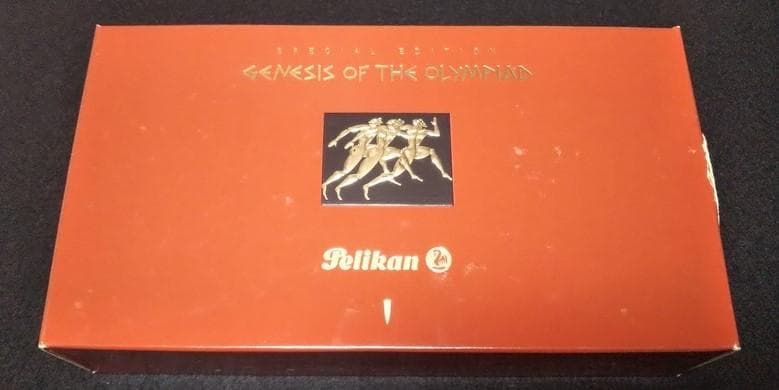 SPECIAL EDITION
GENESIS OF THE OLYMPIAD
Pelikan